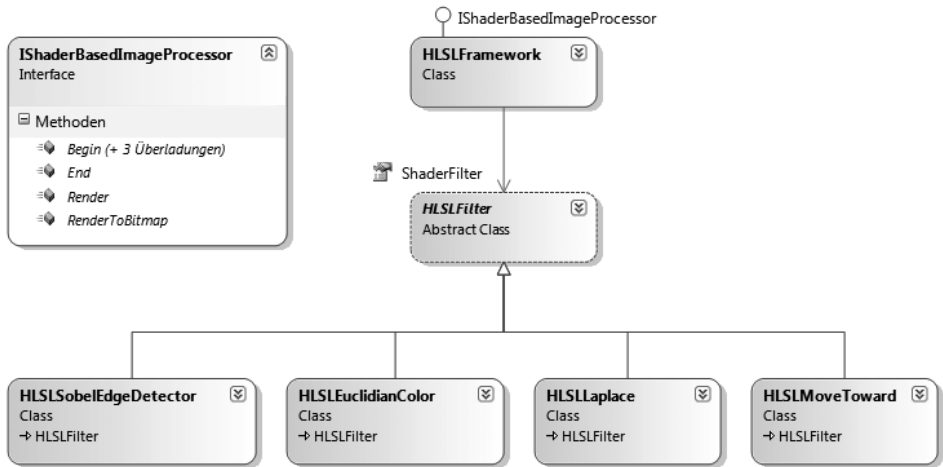 IShaderBasedImageProcessor
IShaderBasedImageProcessor
Interface
Methoden
Begin (+ 3 Überladungen)
End
Render
RenderToBitmap
HLSLFramework
Class
ShaderFilter
HLSLFilter
Abstract Class
HLSLSobelEdgeDetector
Class
HLSLFilter
HLSLEuclidianColor
Class
HLSLFilter
HLSLLaplace
Class
HLSLFilter
HLSLMoveToward
Class
HLSLFilter